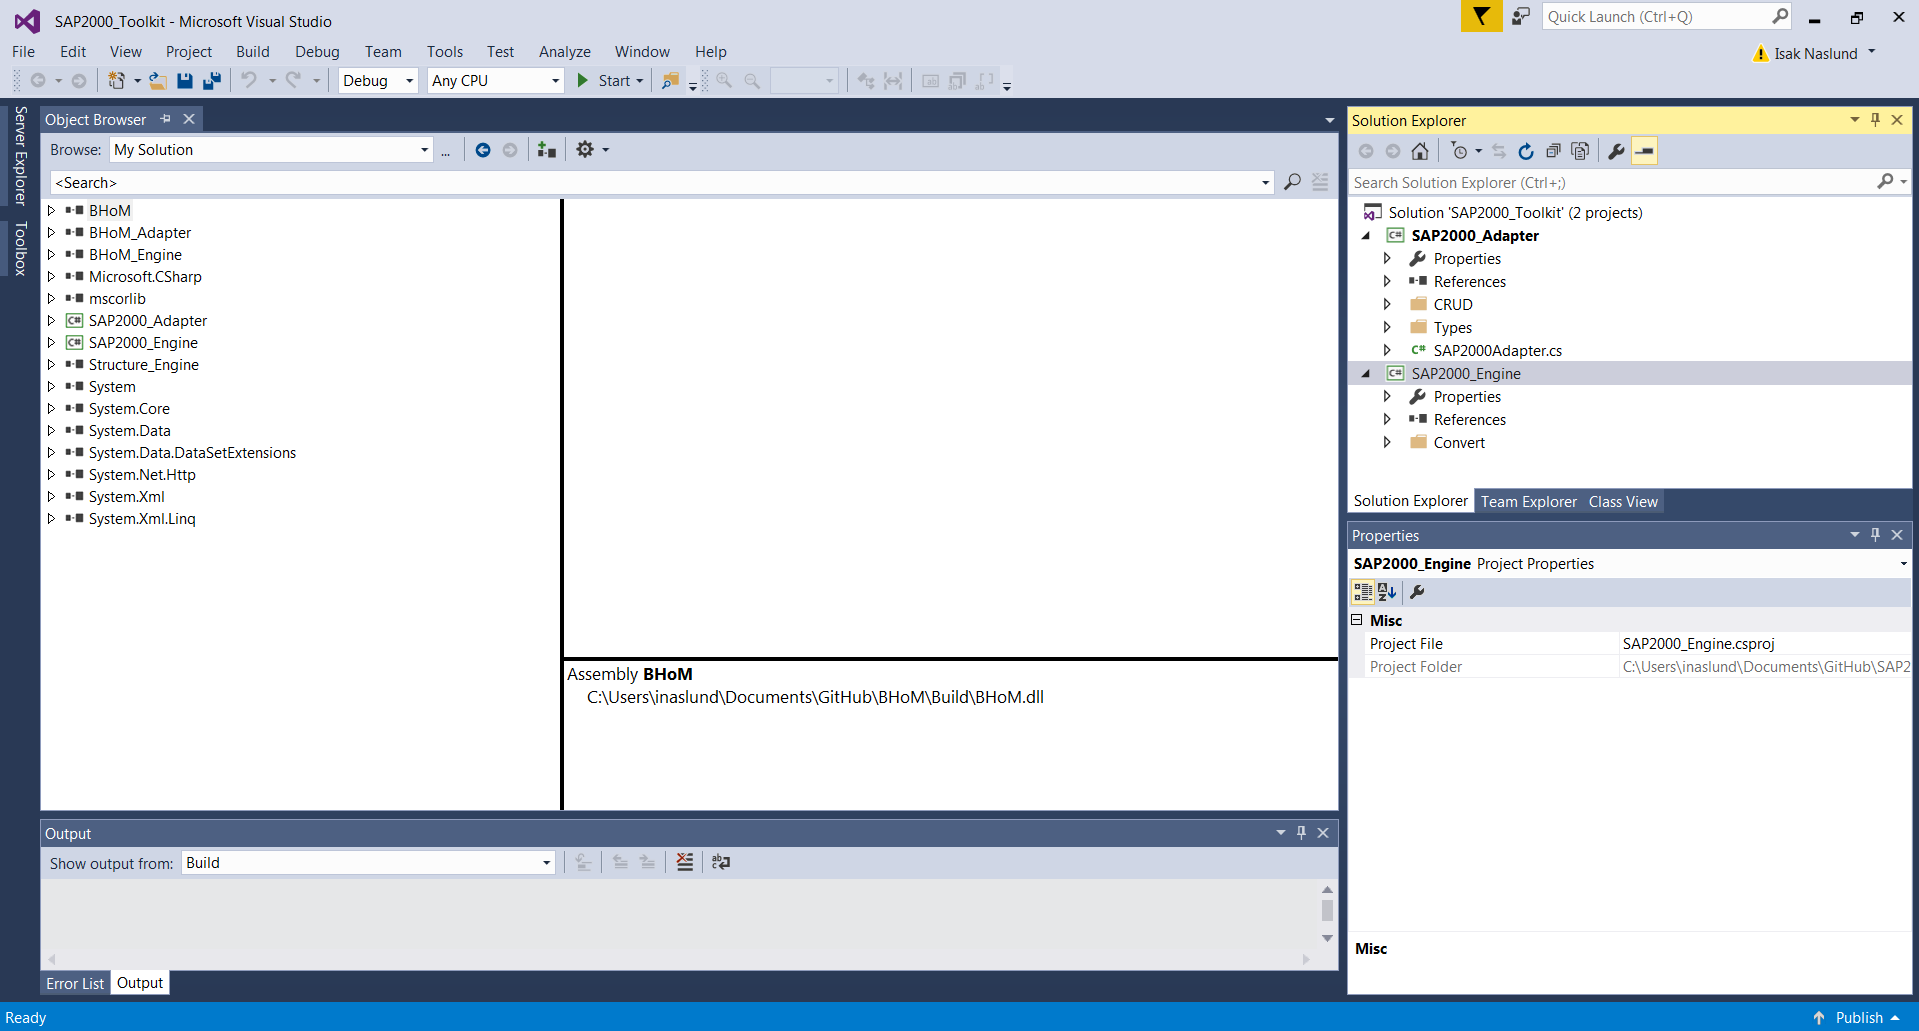 SAP2000_Toolkit - Microsoft Visual Studio
Quick Launch (Ctrl+Q)
File Edit View Project Build Debug Team Tools Test Analyze Window Help
Isak Naslund
Debug Any CPU Start
Server Explorer
Toolbox
Object Browser
Browse: My Solution ...
<Search>
BHoM
BHoM_Adapter
BHoM_Engine
Microsoft.CSharp
mscorlib
SAP2000_Adapter
SAP2000_Engine
Structure_Engine
System
System.Core
System.Data
System.Data.DataSetExtensions
System.Net.Http
System.Xml
System.Xml.Linq
Assembly BHoM
C:\Users\inaslund\Documents\GitHub\BHoM\Build\BHoM.dll
Output
Show output from: Build
Error List Output
Solution Explorer
Search Solution Explorer (Ctrl+;)
Solution 'SAP2000_Toolkit' (2 projects)
SAP2000_Adapter
Properties
References
CRUD
Types
C# SAP2000Adapter.cs
SAP2000_Engine
Properties
References
Convert
Solution Explorer Team Explorer Class View
Properties
SAP2000_Engine Project Properties
Misc
Project File SAP2000_Engine.csproj
Project Folder C:\Users\inaslund\Documents\GitHub\SAP2
Misc
Ready
Publish